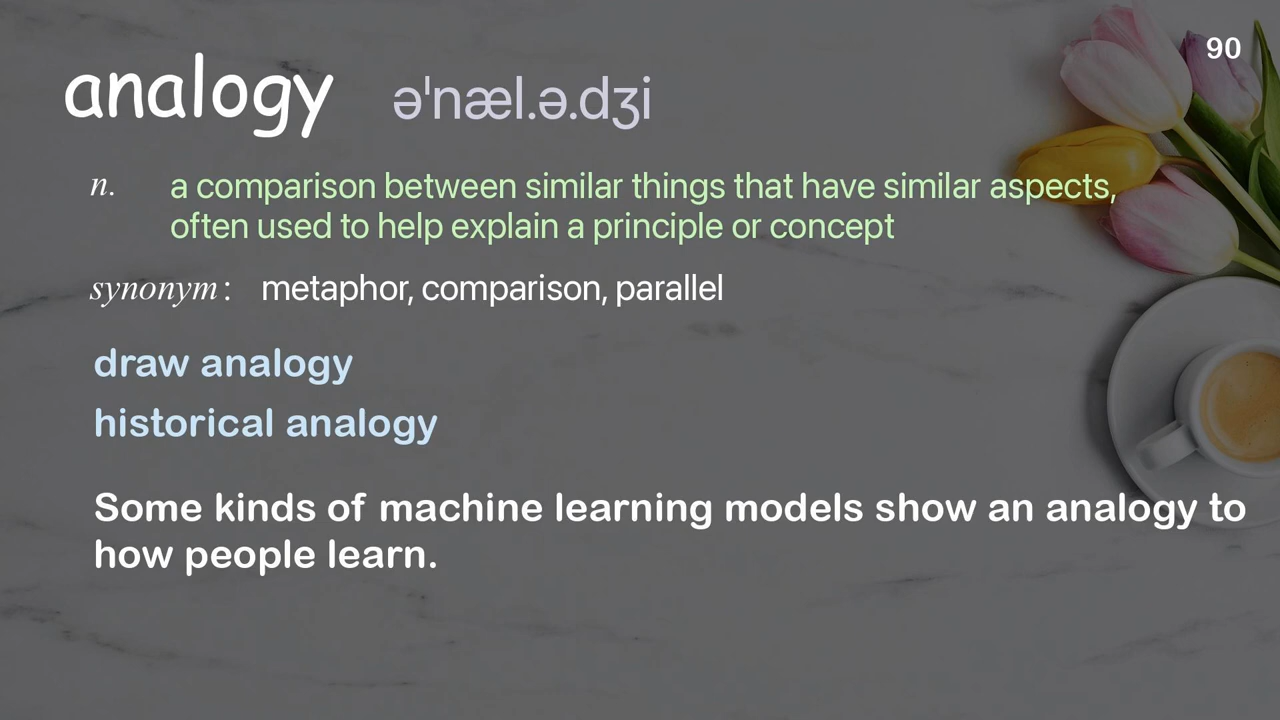 90
analogy ə'næl.ə.dʒi
n. a comparison between similar things that have similar aspects,
often used to help explain a principle or concept
synonym: metaphor, comparison, parallel
draw analogy
historical analogy
Some kinds of machine learning models show an analogy to
how people learn.